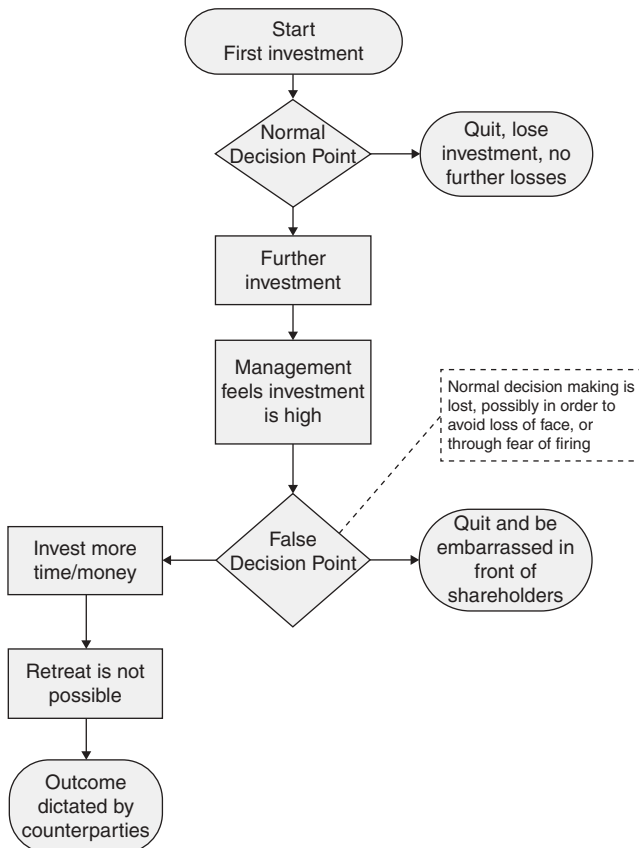 Start
First investment
Normal
Decision Point
Quit, lose
investment, no
further losses
Further
investment
Management
feels investment
is high
Normal decision making is
lost, possibly in order to
avoid loss of face, or
through fear of firing
False
Decision Point
Quit and be
embarrassed in
front of
shareholders
Invest more
time/money
Retreat is not
possible
Outcome
dictated by
counterparties